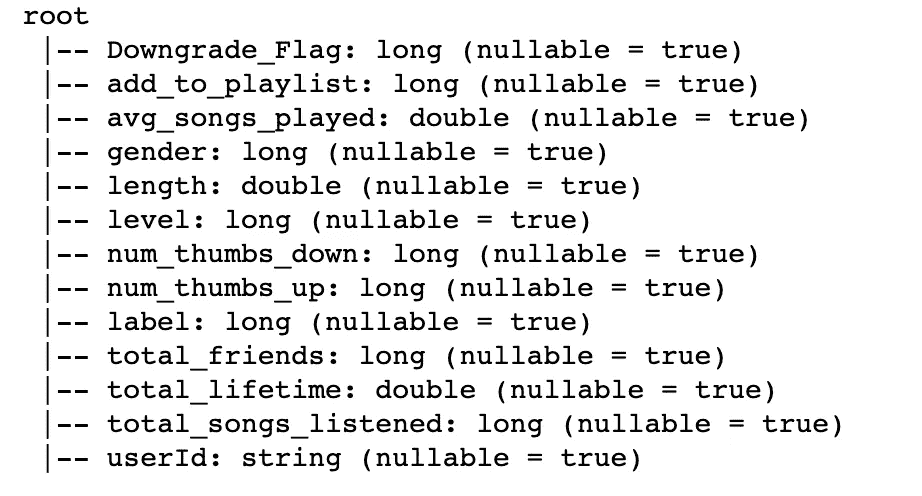 root
 |-- Downgrade_Flag: long (nullable = true)
 |-- add_to_playlist: long (nullable = true)
 |-- avg_songs_played: double (nullable = true)
 |-- gender: long (nullable = true)
 |-- length: double (nullable = true)
 |-- level: long (nullable = true)
 |-- num_thumbs_down: long (nullable = true)
 |-- num_thumbs_up: long (nullable = true)
 |-- label: long (nullable = true)
 |-- total_friends: long (nullable = true)
 |-- total_lifetime: double (nullable = true)
 |-- total_songs_listened: long (nullable = true)
 |-- userId: string (nullable = true)